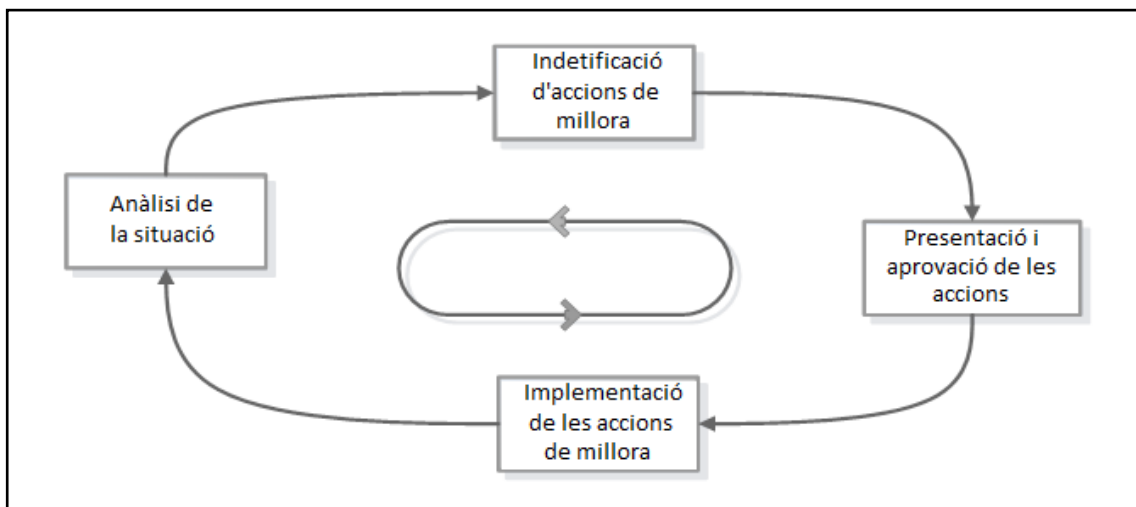 Indetificació
d'accions de
millora
Anàlisi de
la situació
Presentació i
aprovació de les
accions
Implementació
de les accions
de millora